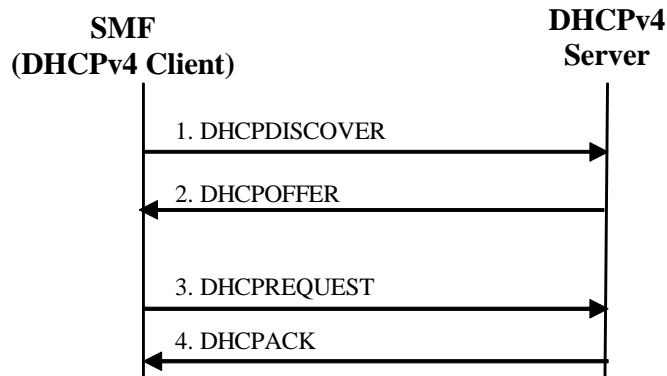 SMF
(DHCPv4 Client)
DHCPv4
Server
1. DHCPDISCOVER
2. DHCPOFFER
3. DHCPREQUEST
4. DHCPACK